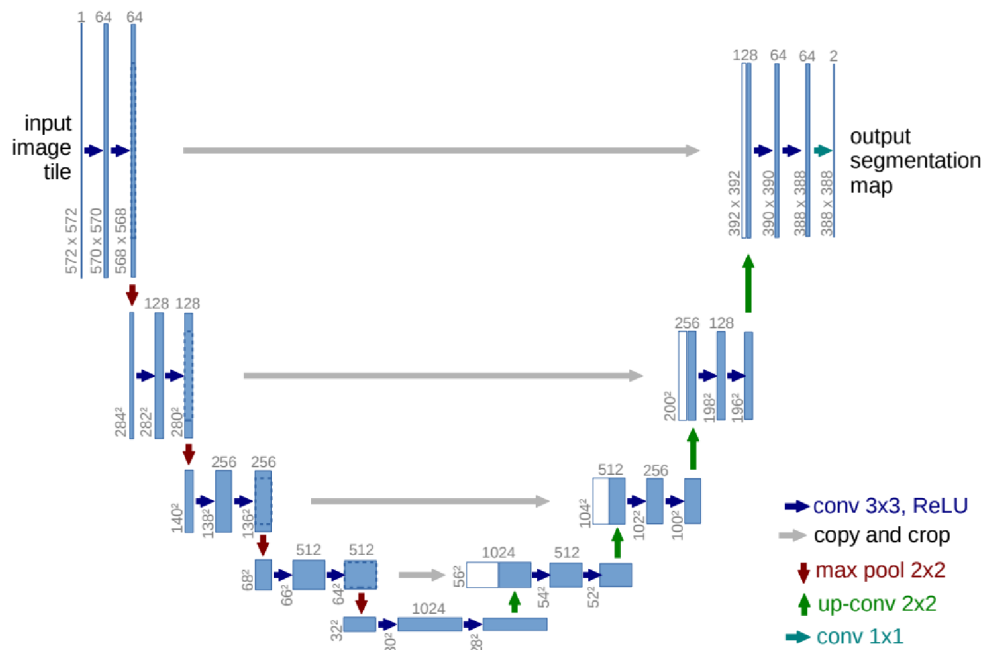 1 64 64
128 64 64 2
input
image
tile
output
segmentation
map
572 x 572
570 x 570
568 x 568
392 x 392
390 x 390
388 x 388
388 x 388
128 128
256 128
284²
282²
280²
200²
198²
196²
256 256
512 256
140²
138²
136²
104²
102²
100²
conv 3x3, ReLU
copy and crop
max pool 2x2
up-conv 2x2
conv 1x1
512 512
1024 512
68²
66²
64²
56²
54²
52²
1024
32²
30²
28²